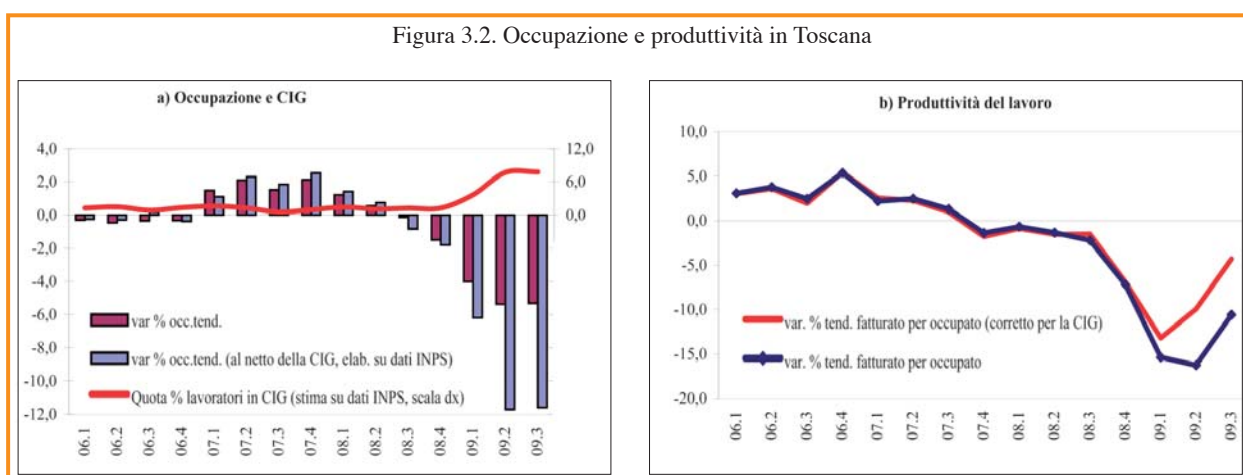 Figura 3.2. Occupazione e produttività in Toscana
a) Occupazione e CIG
4,0
2,0
0,0
-2,0
-4,0
-6,0
-8,0
-10,0
-12,0
12,0
6,0
0,0
var % occ.tend.
var % occ.tend. (al netto della CIG, elab. su dati INPS)
Quota % lavoratori in CIG (stima su dati INPS, scala dx)
06.1 06.2 06.3 06.4 07.1 07.2 07.3 07.4 08.1 08.2 08.3 08.4 09.1 09.2 09.3
b) Produttività del lavoro
10,0
5,0
0,0
-5,0
-10,0
-15,0
-20,0
var. % tend. fatturato per occupato (corretto per la CIG)
var. % tend. fatturato per occupato
06.1 06.2 06.3 06.4 07.1 07.2 07.3 07.4 08.1 08.2 08.3 08.4 09.1 09.2 09.3